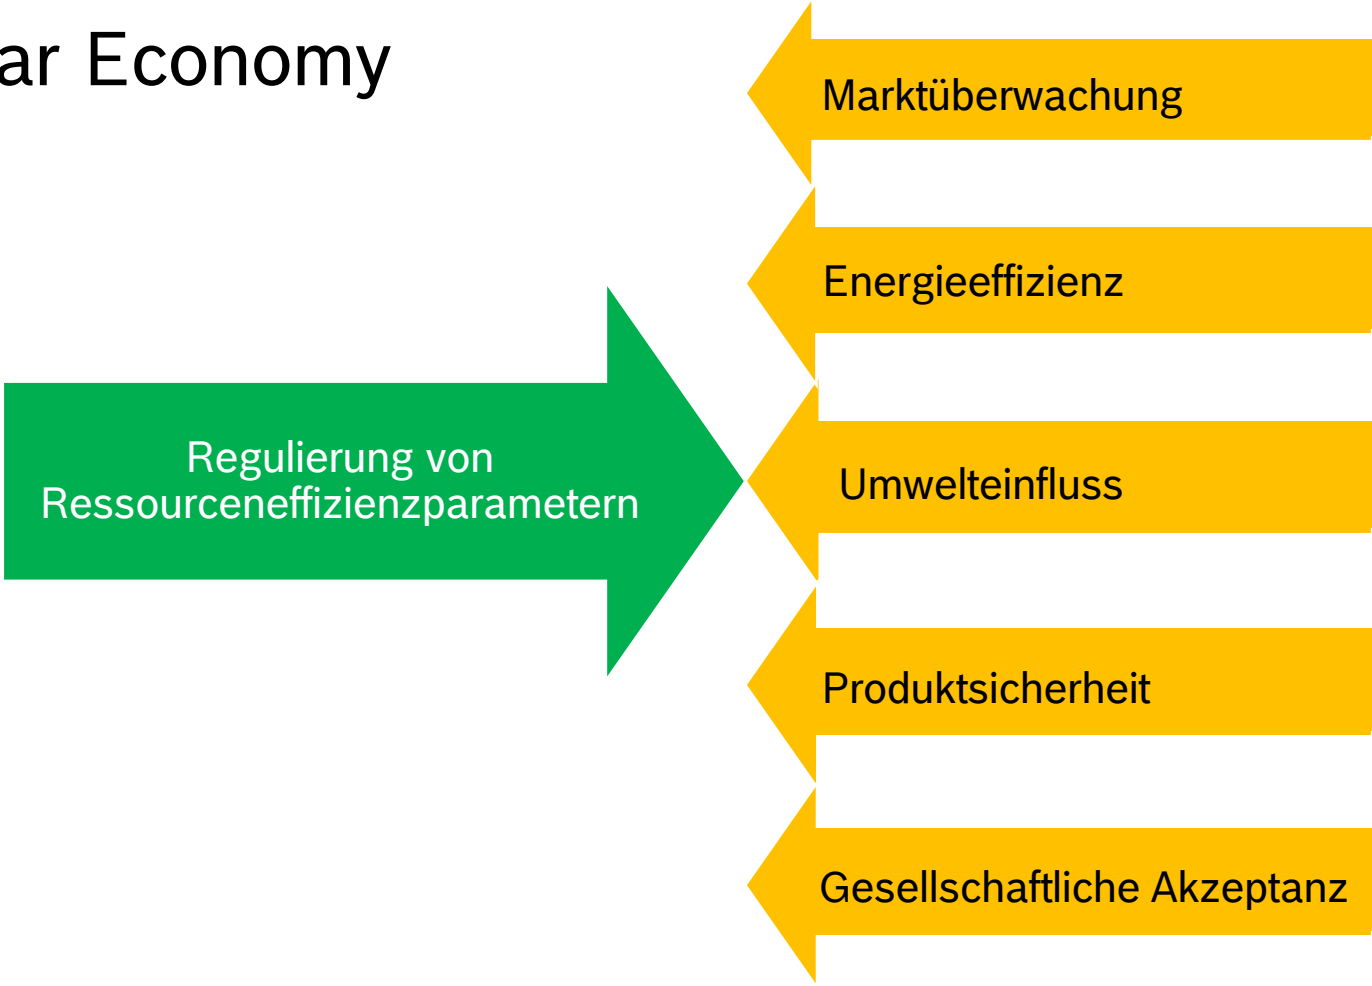 ar Economy
Marktüberwachung
Energieeffizienz
Regulierung von
Ressourceneffizienzparametern
Umwelteinfluss
Produktsicherheit
Gesellschaftliche Akzeptanz